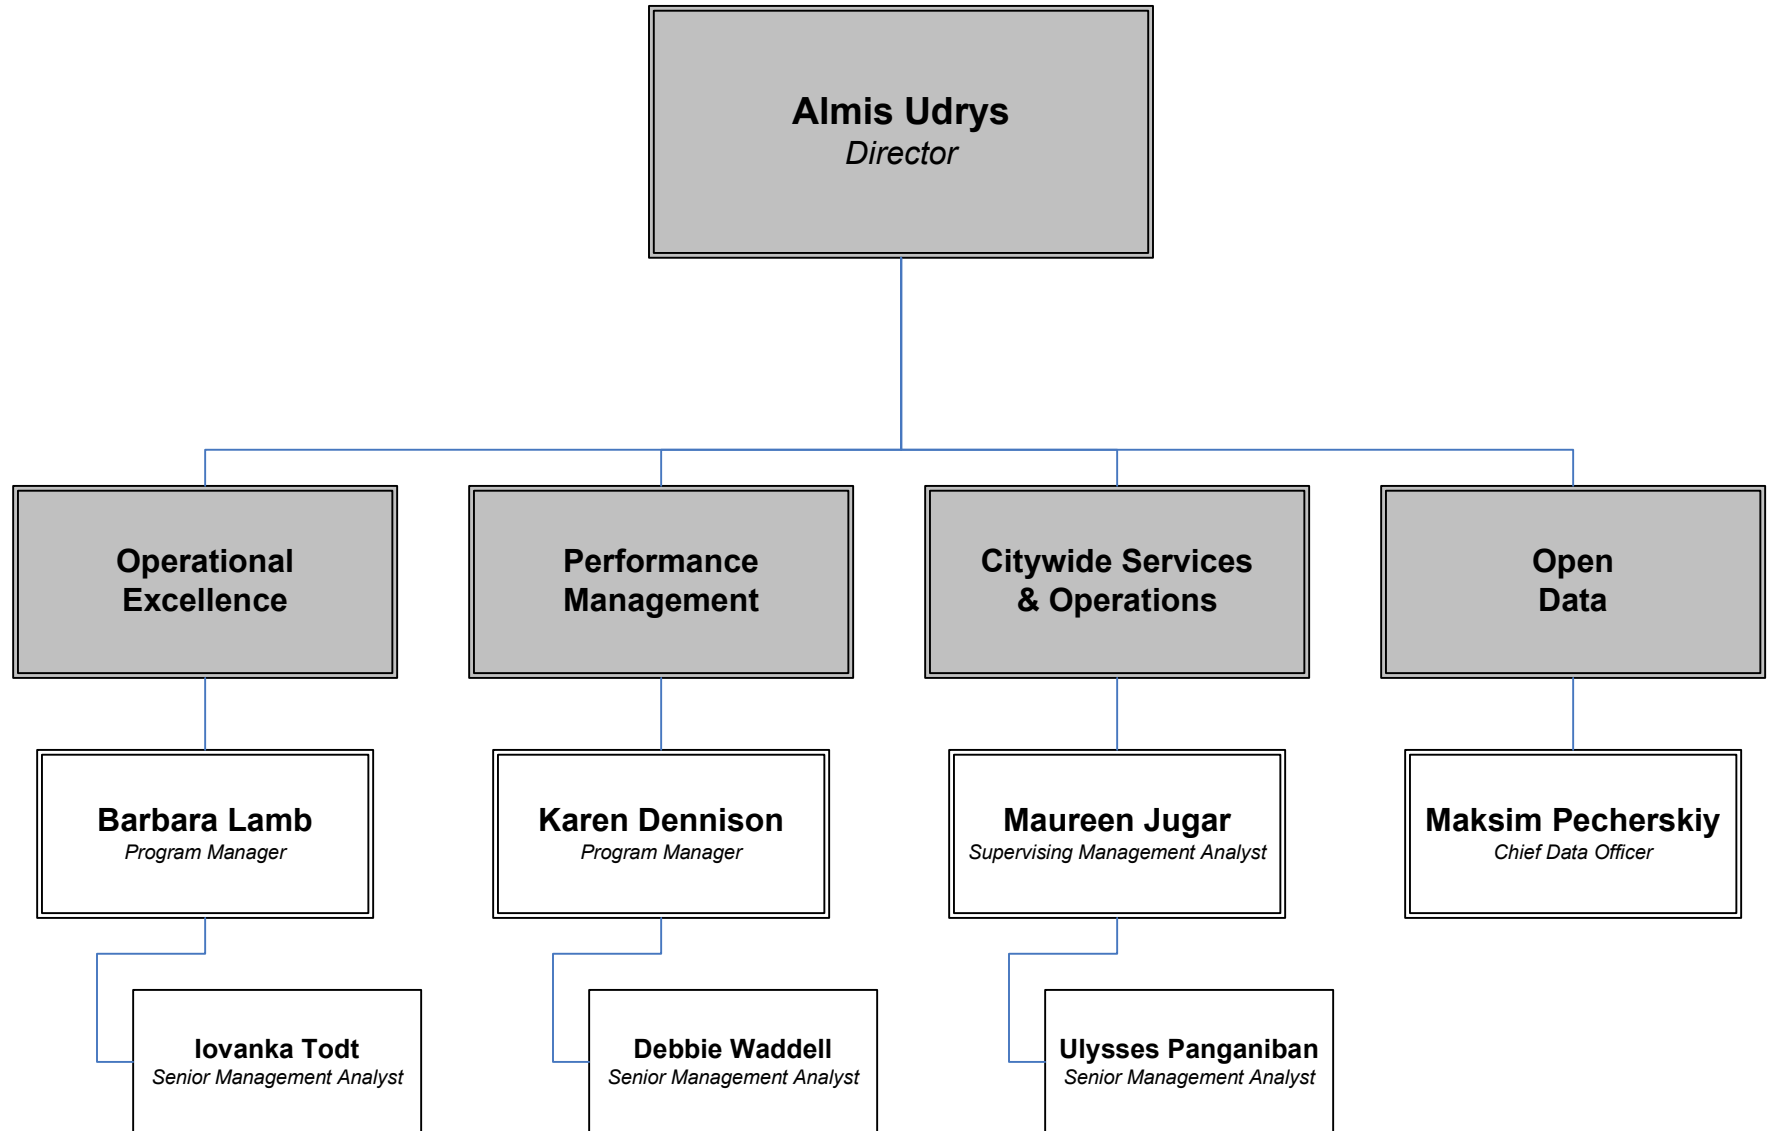 Almis Udrys
Director
Operational
Excellence
Performance
Management
Citywide Services
& Operations
Open
Data
Barbara Lamb
Program Manager
Karen Dennison
Program Manager
Maureen Jugar
Supervising Management Analyst
Maksim Pecherskiy
Chief Data Officer
Iovanka Todt
Senior Management Analyst
Debbie Waddell
Senior Management Analyst
Ulysses Panganiban
Senior Management Analyst